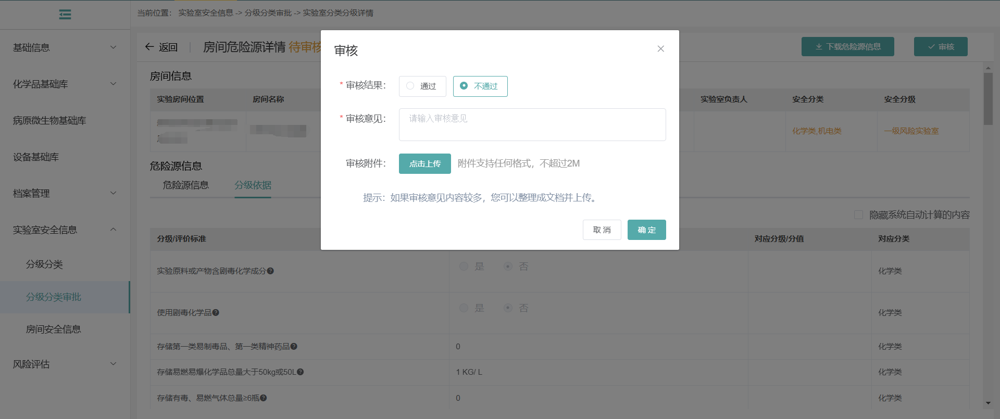 当前位置： 实验室安全信息 -> 分级分类审批 -> 实验室分类分级详情
基础信息
化学品基础库
病原微生物基础库
设备基础库
档案管理
实验室安全信息
分级分类
分级分类审批
房间安全信息
风险评估
返回
房间危险源详情 待审核
下载危险源信息
审核
房间信息
实验房间位置 房间名称 实验室负责人 安全分类 安全分级
化学类,机电类 一级风险实验室
危险源信息
危险源信息 分级依据
隐藏系统自动计算的内容
分级/评价标准 对应分级/分值 对应分类
实验原料或产物含剧毒化学成分 是 否 化学类
使用剧毒化学品 是 否 化学类
存储第一类易制毒品、第一类精神药品 0 化学类
存储易燃易爆化学品总量大于50kg或50L 1 KG/ L 化学类
存储有毒、易燃气体总量≥6瓶 0 化学类
审核
* 审核结果： 通过 不通过
* 审核意见： 请输入审核意见
审核附件： 点击上传 附件支持任何格式，不超过2M
提示：如果审核意见内容较多，您可以整理成文档并上传。
取消 确定